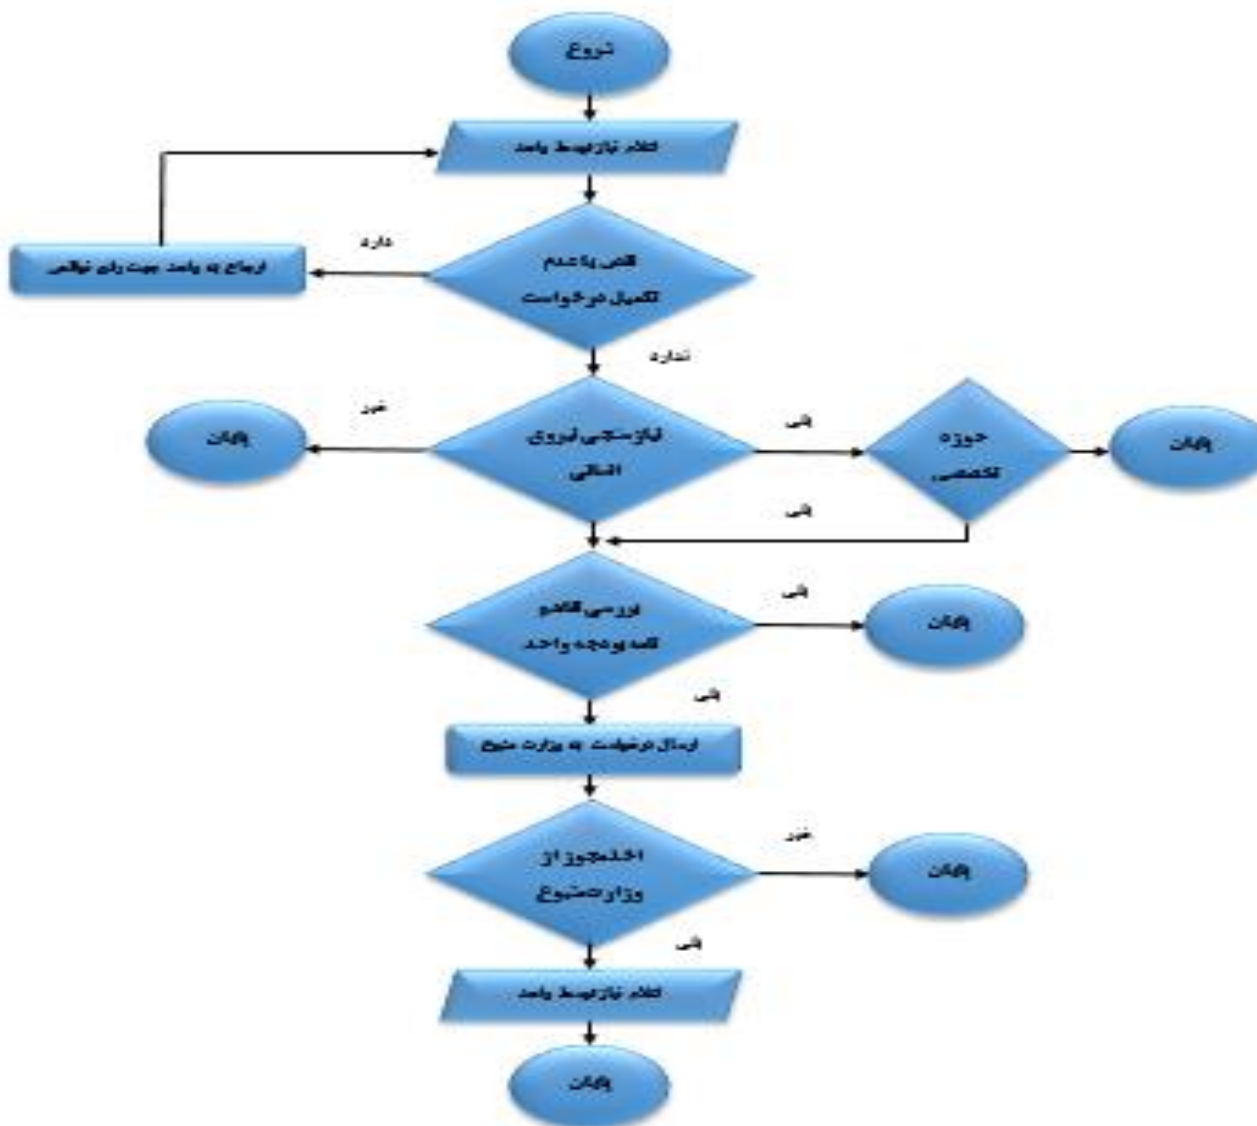 شروع
اعلام نیاز توسط واحد
نقص یا عدم
تکمیل درخواست
دارد
ارجاع به واحد جهت رفع نواقص
ندارد
نیازسنجی نیروی
انسانی
خیر
پایان
بلی
حوزه
تخصصی
پایان
بلی
بررسی
بودجه واحد
بلی
پایان
بلی
ارسال درخواست به وزارت متبوع
اخذ مجوز از
وزارت متبوع
خیر
پایان
بلی
اعلام نیاز توسط واحد
پایان